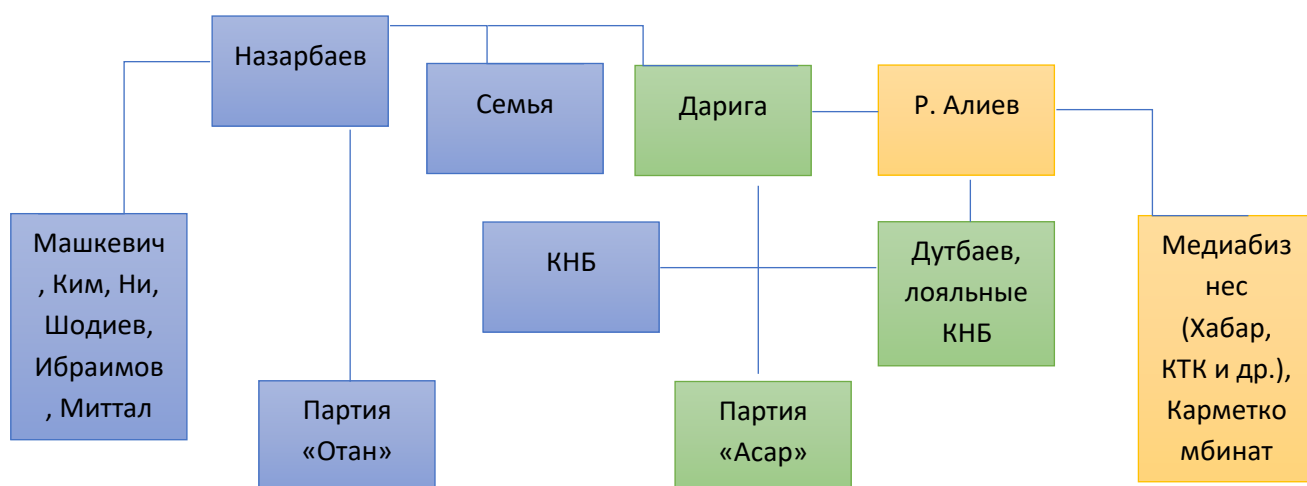 Назарбаев
Семья
Дарига
Р. Алиев
Машкевич
, Ким, Ни,
Шодиев,
Ибраимов
, Миттал
КНБ
Дутбаев,
лояльные
КНБ
Медиабиз
нес
(Хабар,
КТК и др.),
Карметко
мбинат
Партия
«Отан»
Партия
«Асар»